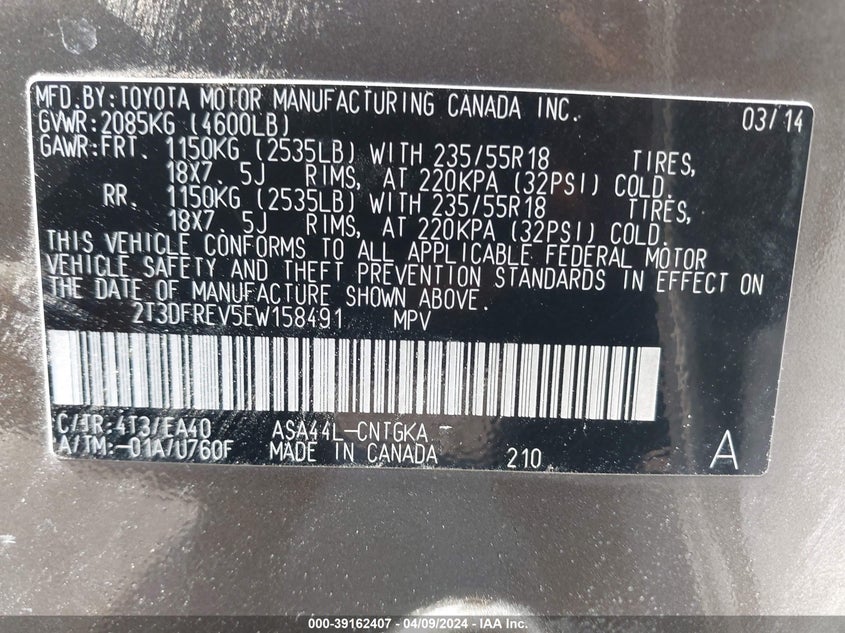 MFD.BY:TOYOTA MOTOR MANUFACTURING CANADA INC. 03/14
GVWR:2085KG (4600LB)
GAWR:FRT. 1150KG (2535LB) WITH 235/55R18 TIRES,
18X7. 5J RIMS, AT 220KPA (32PSI) COLD.
RR. 1150KG (2535LB) WITH 235/55R18 TIRES,
18X7. 5J RIMS, AT 220KPA (32PSI) COLD.
THIS VEHICLE CONFORMS TO ALL APPLICABLE FEDERAL MOTOR
VEHICLE SAFETY AND THEFT PREVENTION STANDARDS IN EFFECT ON
THE DATE OF MANUFACTURE SHOWN ABOVE.
2T3DFREV5EW158491 MPV
C/TR:4T3/EA40 ASA44L-CNTGKA
A/TM:-01A/U760F MADE IN CANADA 210 A
000-39162407 - 04/09/2024 - IAA Inc.